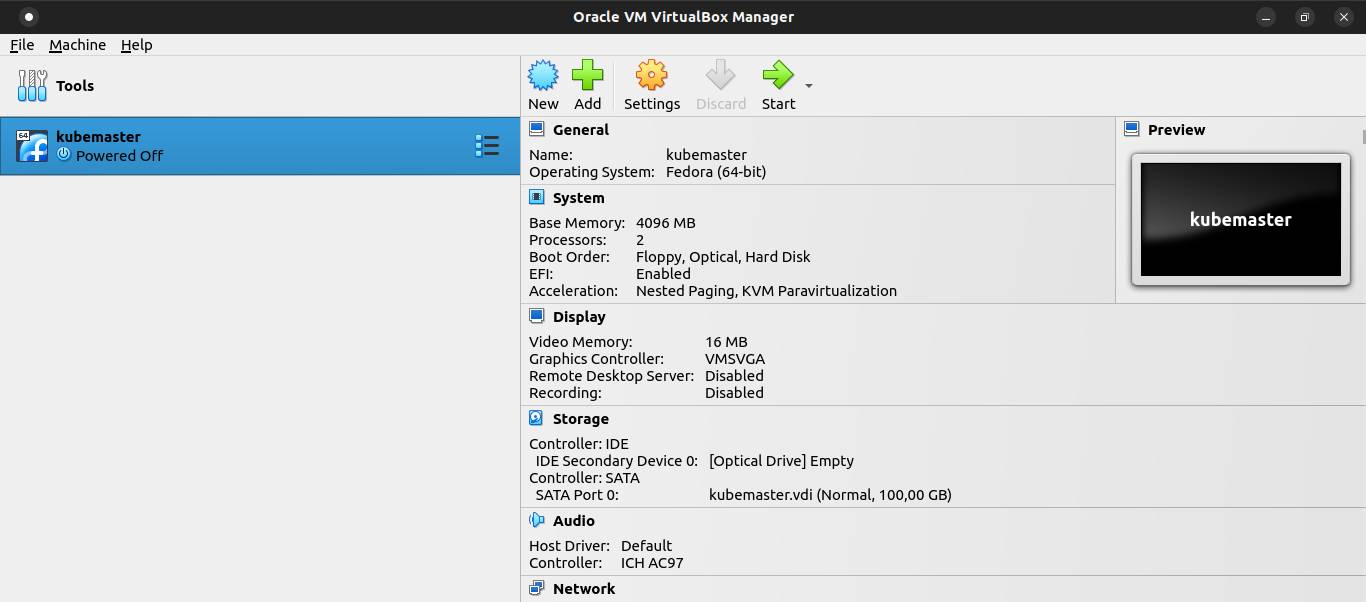 Oracle VM VirtualBox Manager
File Machine Help
Tools
New Add Settings Discard Start
64
kubemaster
Powered Off
General
Name: kubemaster
Operating System: Fedora (64-bit)
Preview
kubemaster
System
Base Memory: 4096 MB
Processors: 2
Boot Order: Floppy, Optical, Hard Disk
EFI: Enabled
Acceleration: Nested Paging, KVM Paravirtualization
Display
Video Memory: 16 MB
Graphics Controller: VMSVGA
Remote Desktop Server: Disabled
Recording: Disabled
Storage
Controller: IDE
IDE Secondary Device 0: [Optical Drive] Empty
Controller: SATA
SATA Port 0: kubemaster.vdi (Normal, 100,00 GB)
Audio
Host Driver: Default
Controller: ICH AC97
Network